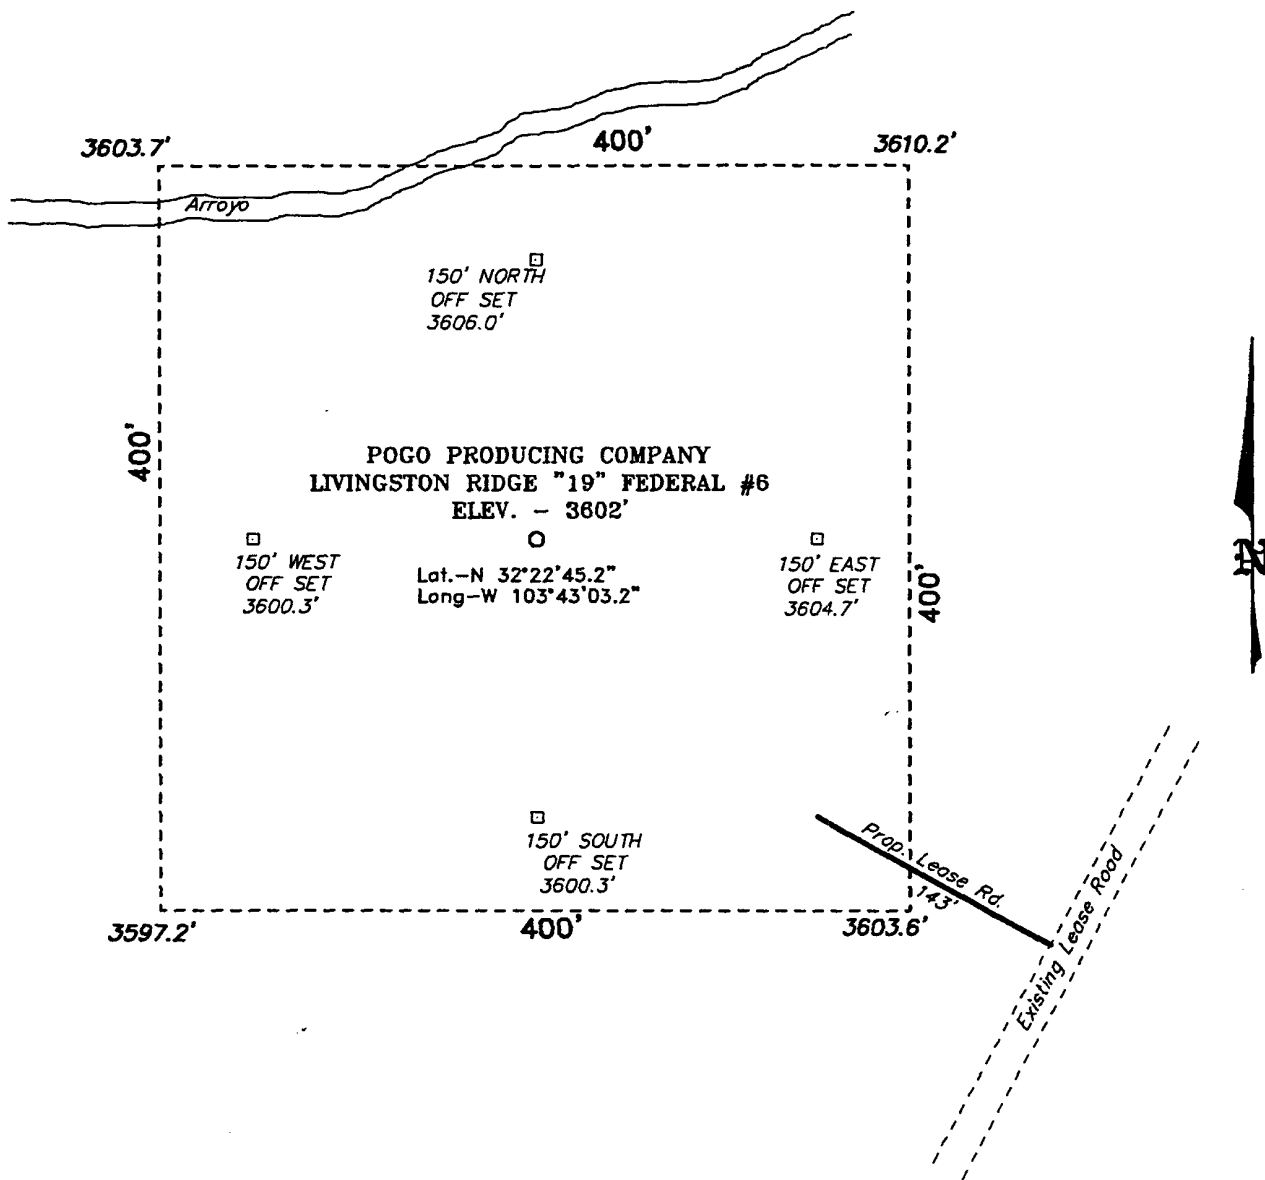 400'
3603.7'
3610.2'
Arroyo
150' NORTH
OFF SET
3606.0'
400'
POGO PRODUCING COMPANY
LIVINGSTON RIDGE "19" FEDERAL #6
ELEV. - 3602'
150' WEST
OFF SET
3600.3'
Lat.-N 32°22'45.2"
Long-W 103°43'03.2"
150' EAST
OFF SET
3604.7'
400'
N
150' SOUTH
OFF SET
3600.3'
Prop. Lease Rd.
143'
Existing Lease Road
3597.2'
400'
3603.6'